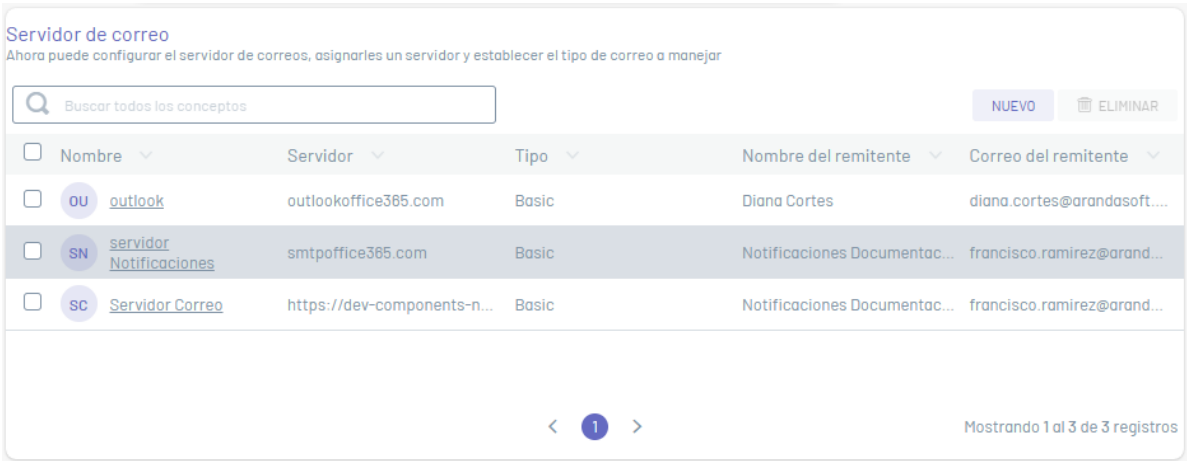 Servidor de correo
Ahora puede configurar el servidor de correos, asignarles un servidor y establecer el tipo de correo a manejar
Buscar todos los conceptos NUEVO ELIMINAR
Nombre Servidor Tipo Nombre del remitente Correo del remitente
OU outlook outlookoffice365.com Basic Diana Cortes diana.cortes@arandasoft....
SN servidor Notificaciones smtpoffice365.com Basic Notificaciones Documentac... francisco.ramirez@arand...
SC Servidor Correo https://dev-components-n... Basic Notificaciones Documentac... francisco.ramirez@arand...
< 1 > Mostrando 1 al 3 de 3 registros